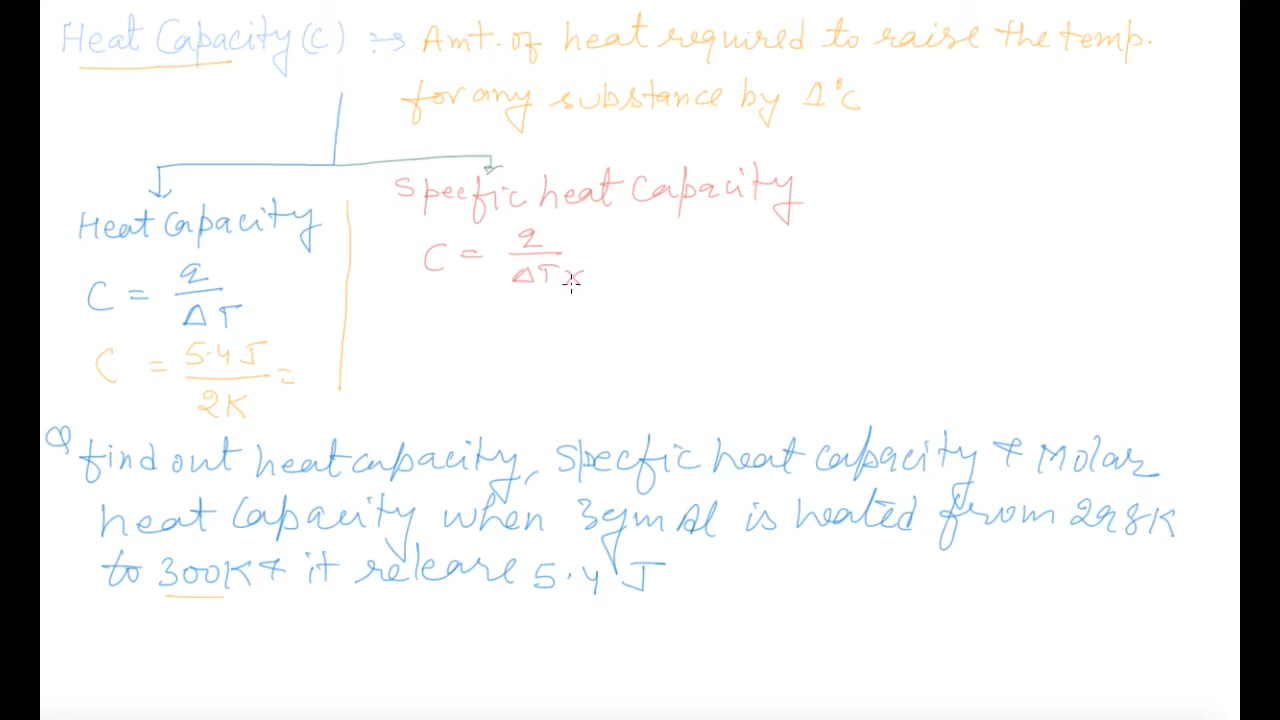 Heat Capacity (C) :→ Amt. of heat required to raise the temp.
for any substance by 1°C
Heat Capacity
C = q / ΔT
C = 5.4 J / 2K =
Specfic heat Capacity
C = q / ΔT x
Q find out heat capacity, Specfic heat capacity & Molar
heat Capacity when 3gm Al is heated from 298K
to 300K & it release 5.4 J